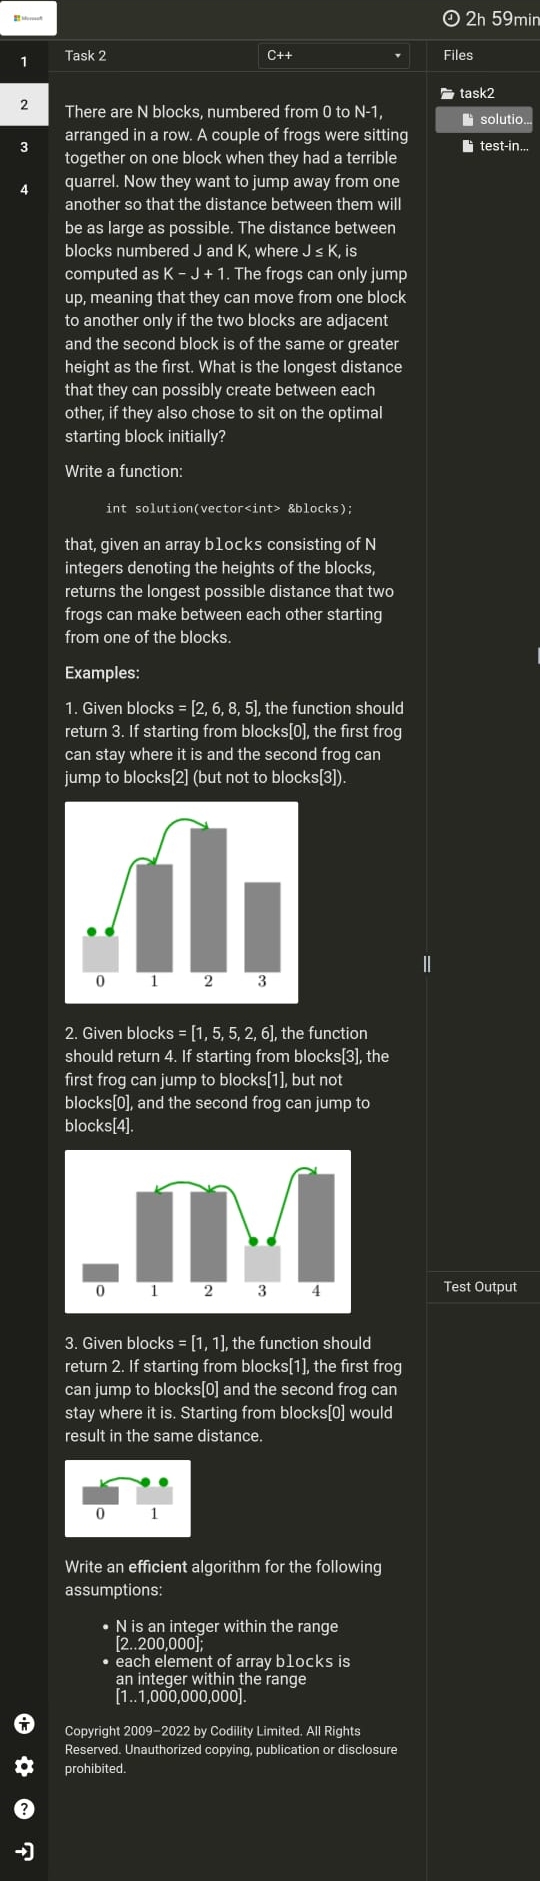 Microsoft
2h 59min
Task 2
C++
Files
1
2
3
4
task2
solutio...
test-in...
There are N blocks, numbered from 0 to N-1,
arranged in a row. A couple of frogs were sitting
together on one block when they had a terrible
quarrel. Now they want to jump away from one
another so that the distance between them will
be as large as possible. The distance between
blocks numbered J and K, where J ≤ K, is
computed as K − J + 1. The frogs can only jump
up, meaning that they can move from one block
to another only if the two blocks are adjacent
and the second block is of the same or greater
height as the first. What is the longest distance
that they can possibly create between each
other, if they also chose to sit on the optimal
starting block initially?
Write a function:
int solution(vector<int> &blocks);
that, given an array blocks consisting of N
integers denoting the heights of the blocks,
returns the longest possible distance that two
frogs can make between each other starting
from one of the blocks.
Examples:
1. Given blocks = [2, 6, 8, 5], the function should
return 3. If starting from blocks[0], the first frog
can stay where it is and the second frog can
jump to blocks[2] (but not to blocks[3]).
0 1 2 3
2. Given blocks = [1, 5, 5, 2, 6], the function
should return 4. If starting from blocks[3], the
first frog can jump to blocks[1], but not
blocks[0], and the second frog can jump to
blocks[4].
0 1 2 3 4
3. Given blocks = [1, 1], the function should
return 2. If starting from blocks[1], the first frog
can jump to blocks[0] and the second frog can
stay where it is. Starting from blocks[0] would
result in the same distance.
0 1
Write an efficient algorithm for the following
assumptions:
• N is an integer within the range
[2..200,000];
• each element of array blocks is
an integer within the range
[1..1,000,000,000].
Copyright 2009–2022 by Codility Limited. All Rights
Reserved. Unauthorized copying, publication or disclosure
prohibited.
Test Output